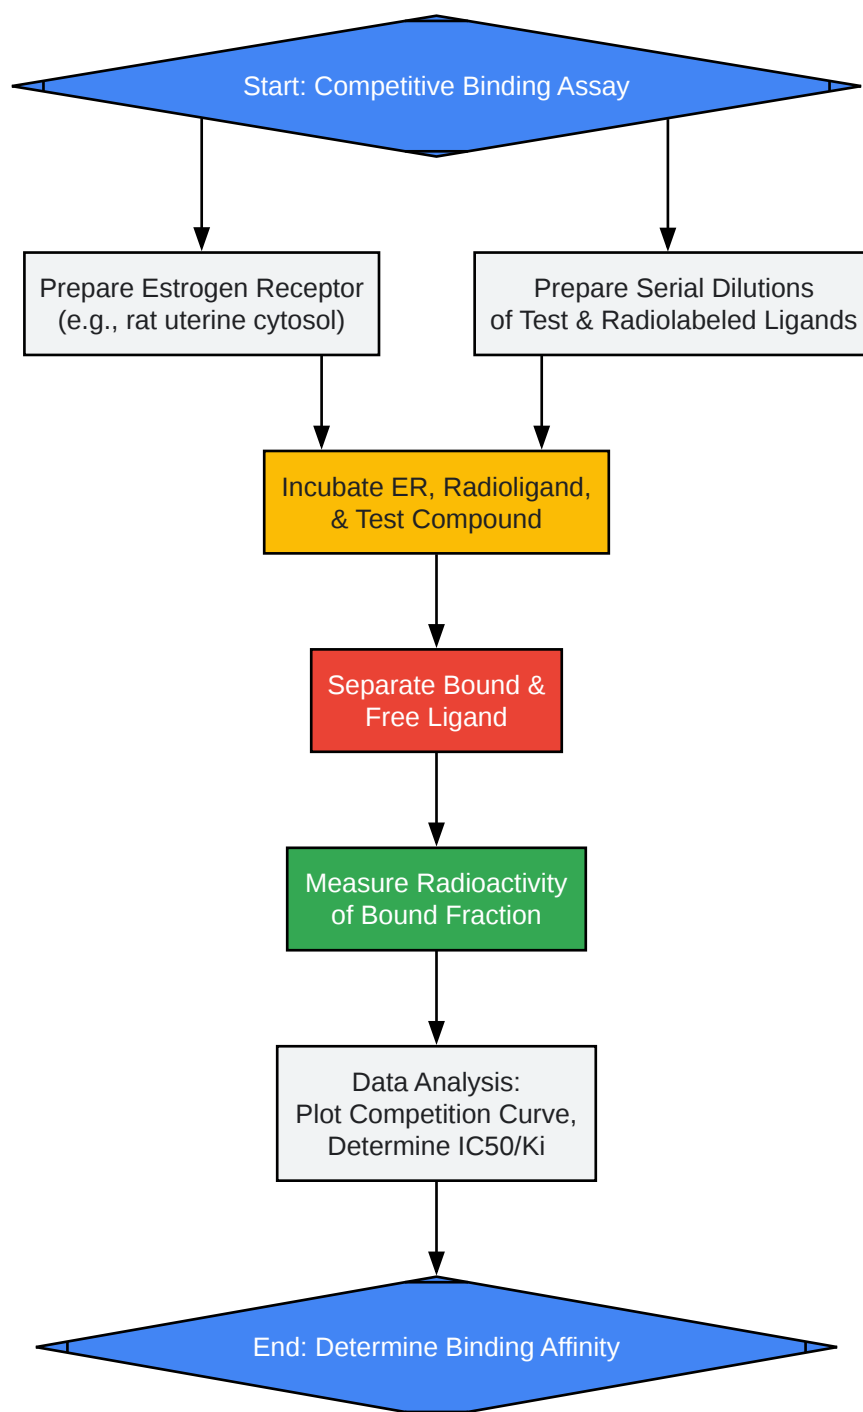 Start: Competitive Binding Assay
Prepare Estrogen Receptor
(e.g., rat uterine cytosol)
Prepare Serial Dilutions
of Test & Radiolabeled Ligands
Incubate ER, Radioligand,
& Test Compound
Separate Bound &
Free Ligand
Measure Radioactivity
of Bound Fraction
Data Analysis:
Plot Competition Curve,
Determine IC50/Ki
End: Determine Binding Affinity